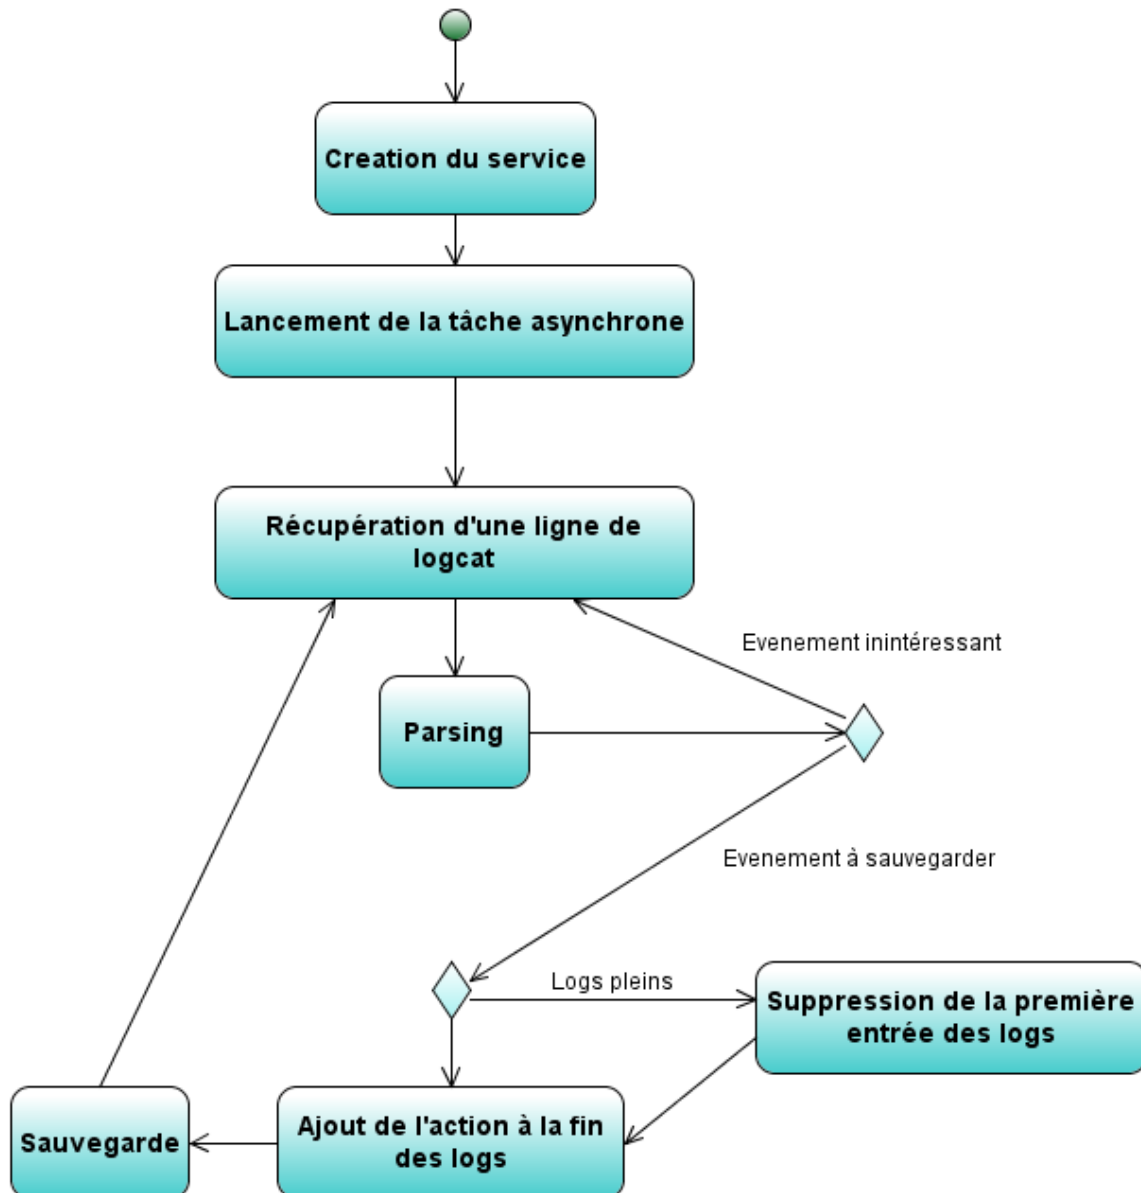 Creation du service
Lancement de la tâche asynchrone
Récupération d'une ligne de
logcat
Evenement inintéressant
Parsing
Evenement à sauvegarder
Logs pleins
Suppression de la première
entrée des logs
Ajout de l'action à la fin
des logs
Sauvegarde